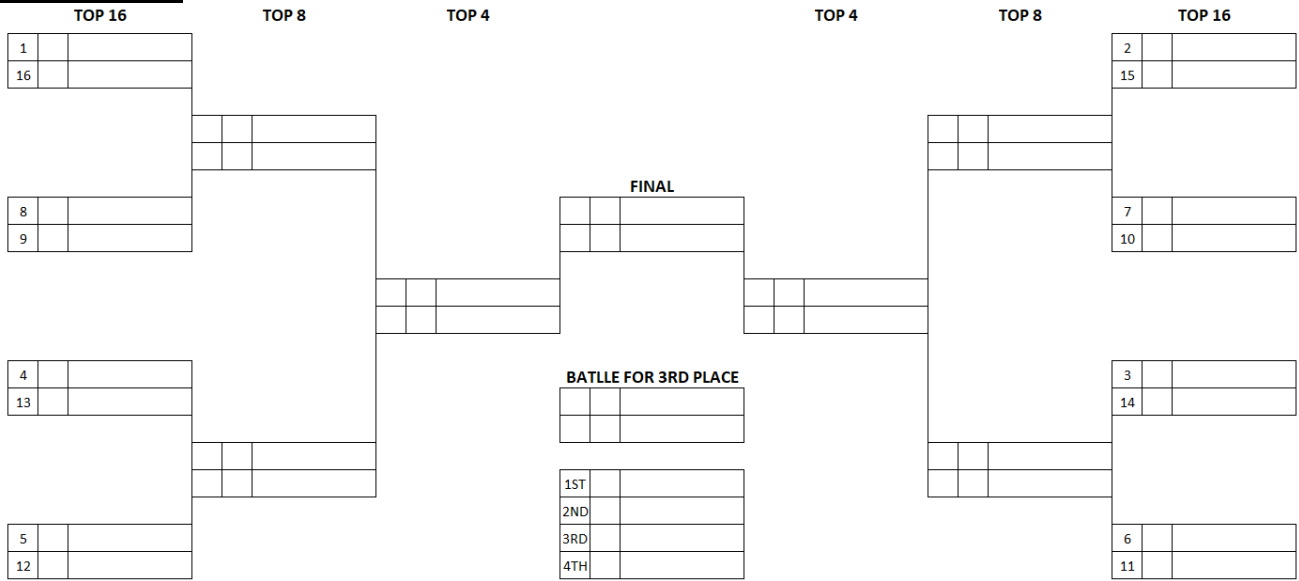 TOP 16 TOP 8 TOP 4 TOP 4 TOP 8 TOP 16
1 2
16 15
FINAL
8 7
9 10
4 BATLLE FOR 3RD PLACE 3
13 14
1ST
2ND
5 3RD 6
12 4TH 11